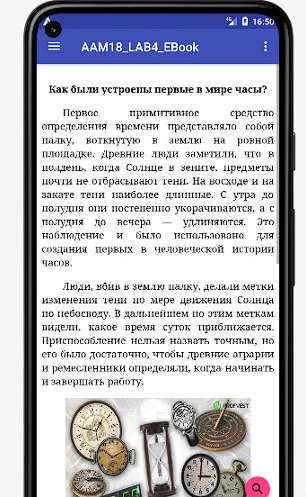 16:50
AAM18_LAB4_EBook
Как были устроены первые в мире часы?
Первое примитивное средство
определения времени представляло собой
палку, воткнутую в землю на ровной
площадке. Древние люди заметили, что в
полдень, когда Солнце в зените, предметы
почти не отбрасывают тени. На восходе и на
закате тени наиболее длинные. С утра до
полудня они постепенно укорачиваются, а с
полудня до вечера — удлиняются. Это
наблюдение и было использовано для
создания первых в человеческой истории
часов.
Люди, вбив в землю палку, делали метки
изменения тени по мере движения Солнца
по небосводу. В дальнейшем по этим меткам
видели, какое время суток приближается.
Приспособление нельзя назвать точным, но
его было достаточно, чтобы древние аграрии
и ремесленники определяли, когда начинать
и завершать работу.
PROFVEST